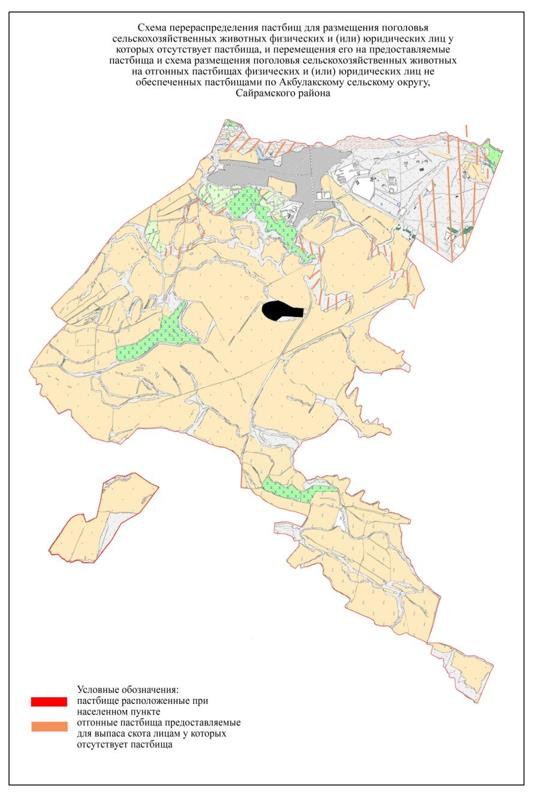 Схема перераспределения пастбищ для размещения поголовья
сельскохозяйственных животных физических и (или) юридических лиц у
которых отсутствует пастбища, и перемещения его на предоставляемые
пастбища и схема размещения поголовья сельскохозяйственных животных
на отгонных пастбищах физических и (или) юридических лиц не
обеспеченных пастбищами по Акбулакскому сельскому округу,
Сайрамского района
Условные обозначения:
пастбище расположенные при
населенном пункте
отгонные пастбища предоставляемые
для выпаса скота лицам у которых
отсутствует пастбища